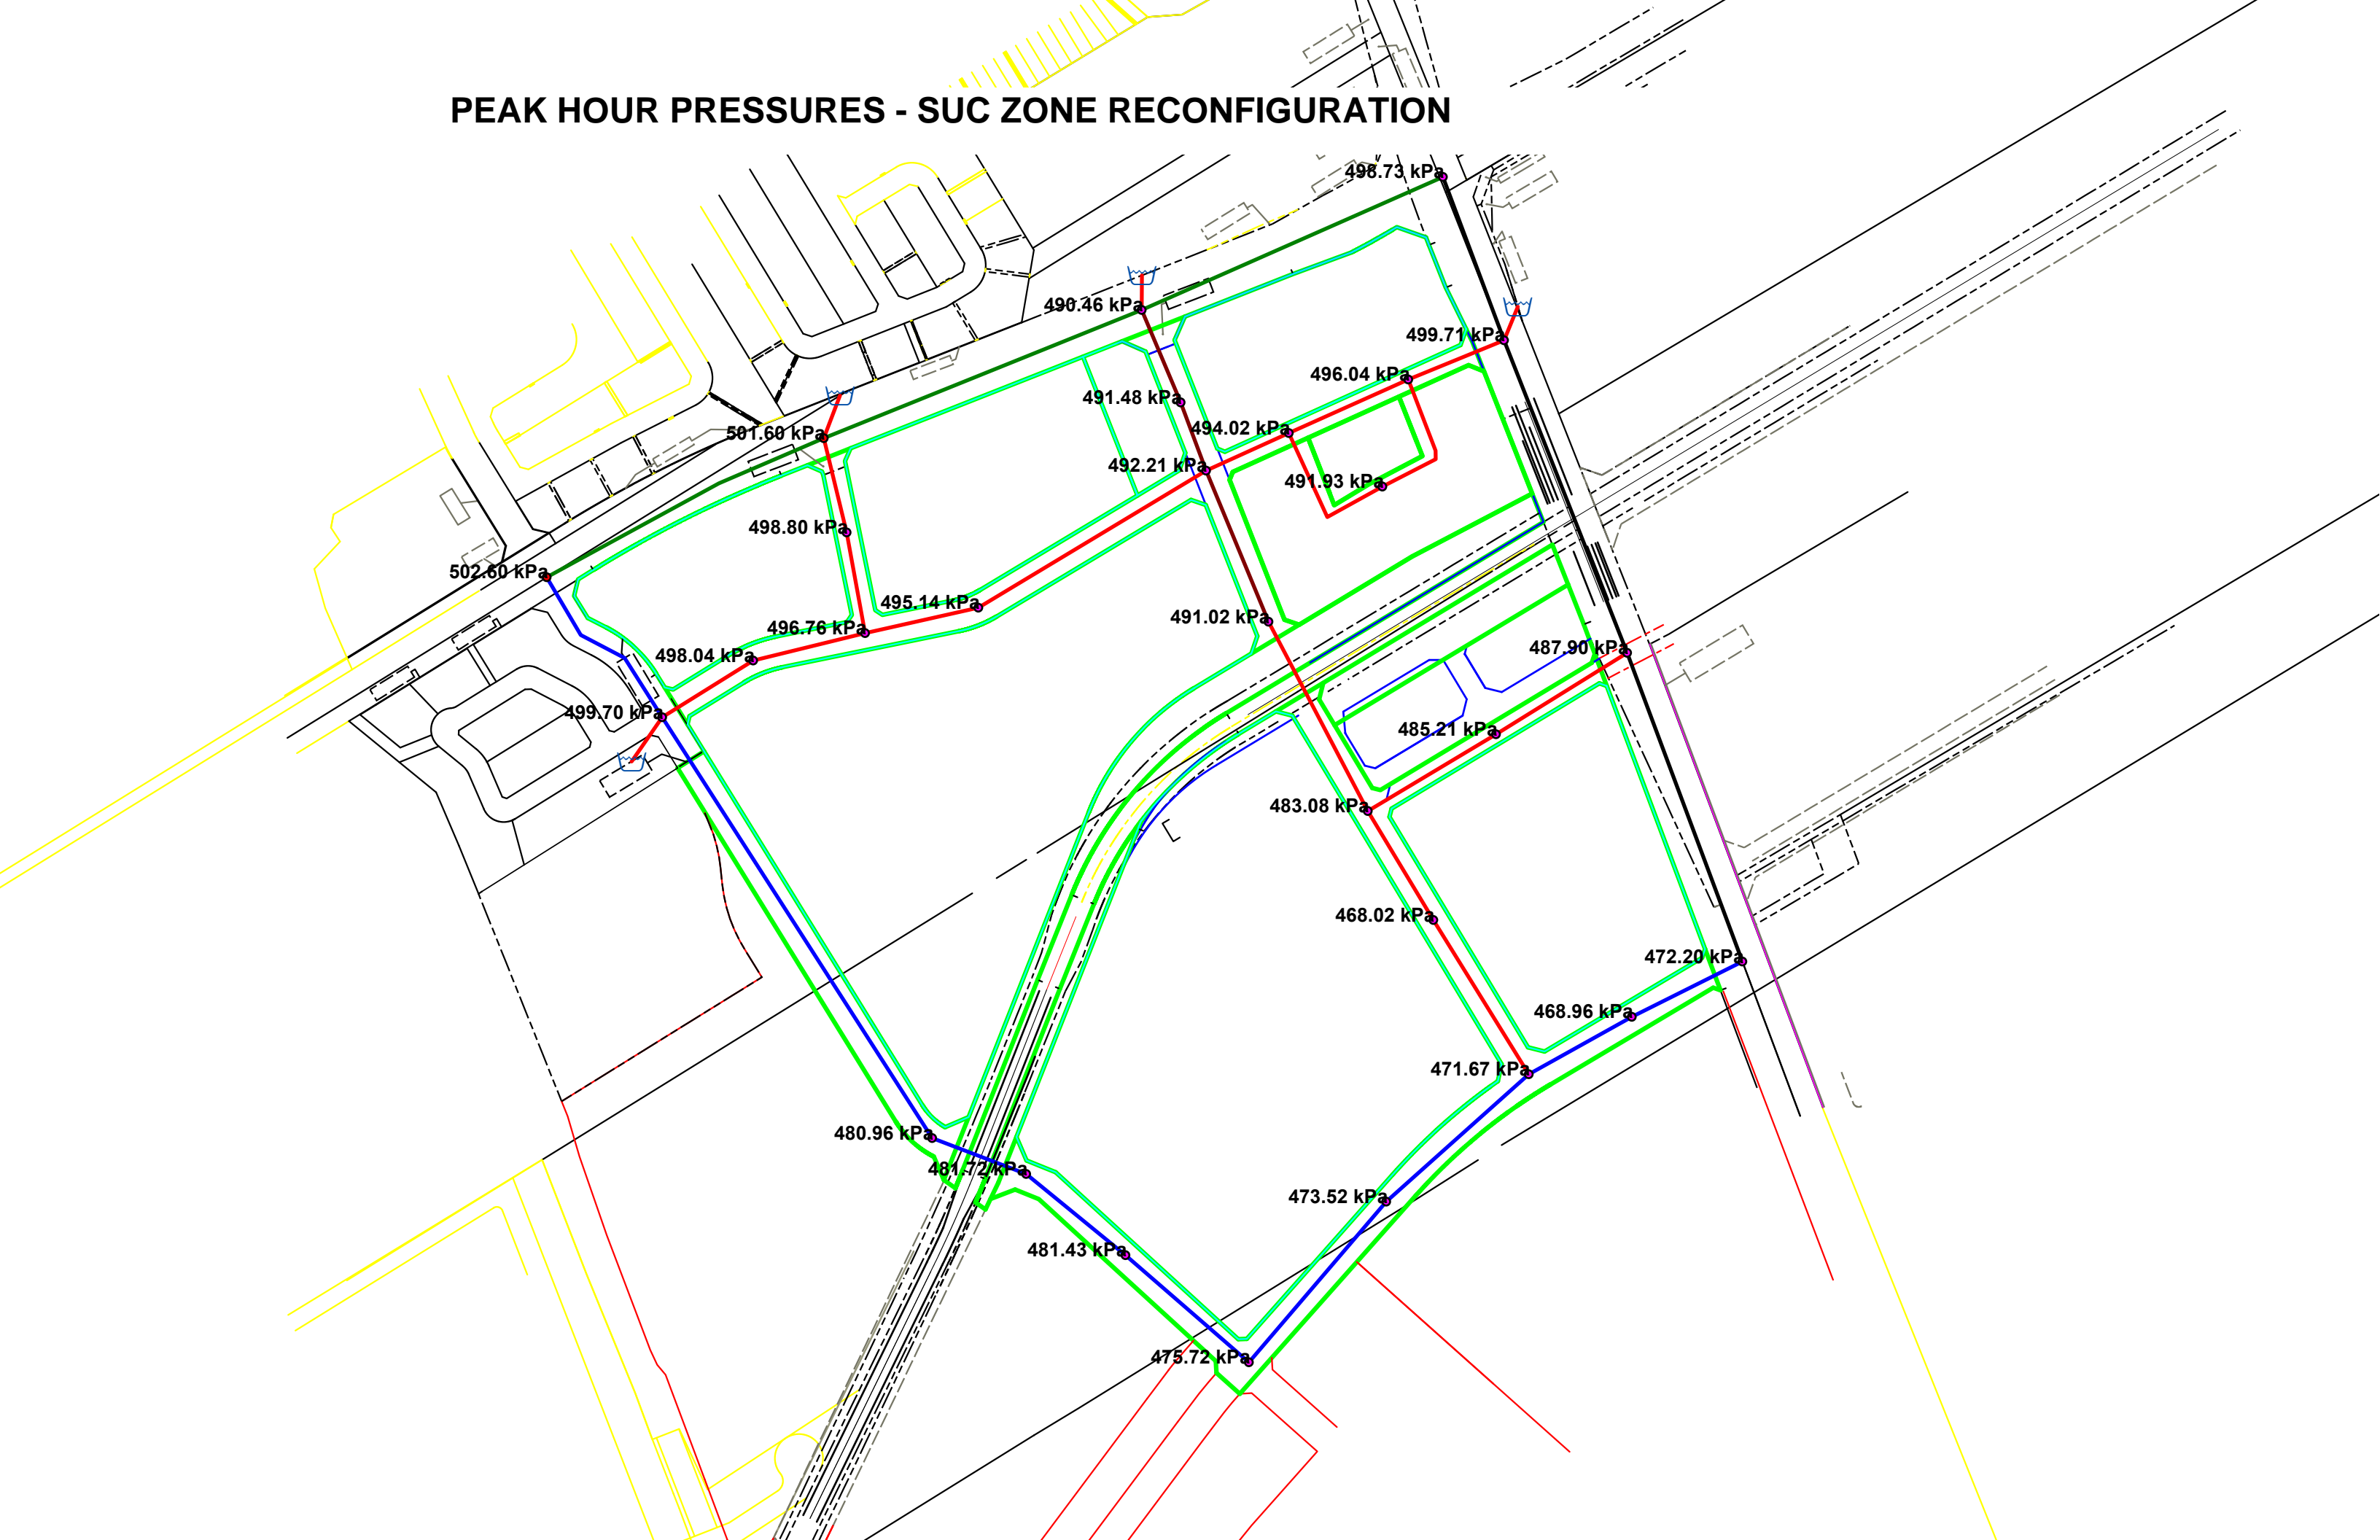 PEAK HOUR PRESSURES - SUC ZONE RECONFIGURATION
498.73 kPa
490.46 kPa
499.71 kPa
496.04 kPa
491.48 kPa
494.02 kPa
501.60 kPa
492.21 kPa
491.93 kPa
498.80 kPa
502.60 kPa
495.14 kPa
491.02 kPa
496.76 kPa
487.90 kPa
498.04 kPa
499.70 kPa
485.21 kPa
483.08 kPa
468.02 kPa
472.20 kPa
468.96 kPa
471.67 kPa
480.96 kPa
481.72 kPa
473.52 kPa
481.43 kPa
475.72 kPa